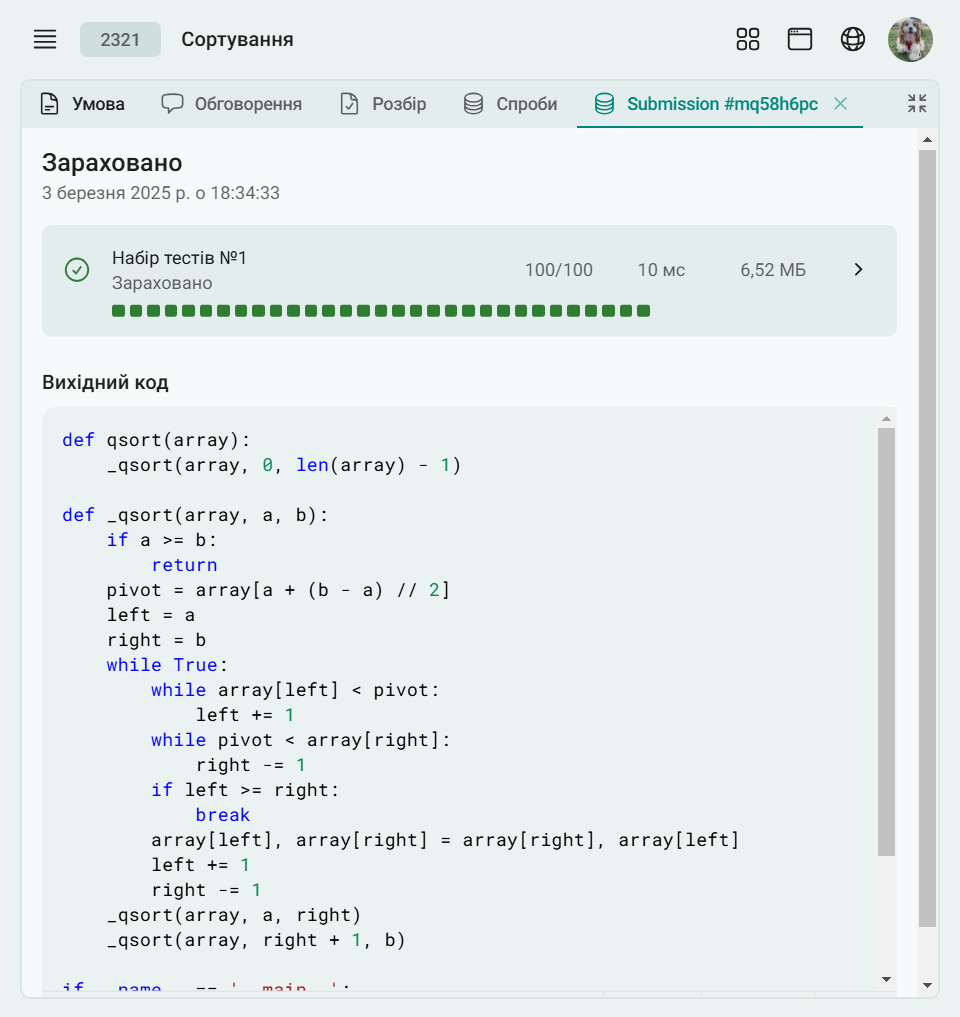 2321 Сортування
Умова Обговорення Розбір Спроби Submission #mq58h6pc
Зараховано
3 березня 2025 р. о 18:34:33
Набір тестів №1
Зараховано
100/100 10 мс 6,52 МБ
Вихідний код
def qsort(array):
    _qsort(array, 0, len(array) - 1)
def _qsort(array, a, b):
    if a >= b:
        return
    pivot = array[a + (b - a) // 2]
    left = a
    right = b
    while True:
        while array[left] < pivot:
            left += 1
        while pivot < array[right]:
            right -= 1
        if left >= right:
            break
        array[left], array[right] = array[right], array[left]
        left += 1
        right -= 1
    _qsort(array, a, right)
    _qsort(array, right + 1, b)
if __name__ == '__main__':